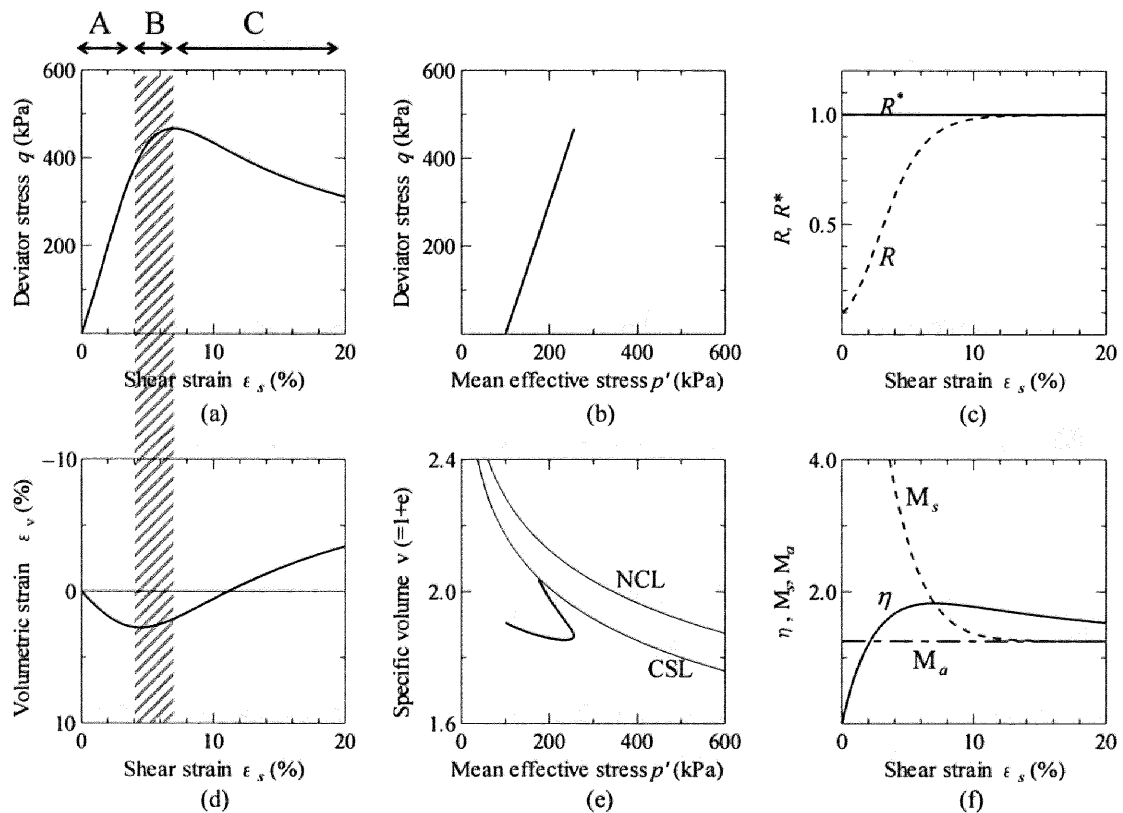 A B C
600
400
200
0
Deviator stress q (kPa)
0 10 20
Shear strain ε s (%)
(a)
600
400
200
0
Deviator stress q (kPa)
0 200 400 600
Mean effective stress p' (kPa)
(b)
1.0
0.5
R, R*
R*
R
0 10 20
Shear strain ε s (%)
(c)
−10
0
10
Volumetric strain ε v (%)
0 10 20
Shear strain ε s (%)
(d)
2.4
2.0
1.6
Specific volume v (=1+e)
NCL
CSL
0 200 400 600
Mean effective stress p' (kPa)
(e)
4.0
2.0
η , Ms, Ma
Ms
η
Ma
0 10 20
Shear strain ε s (%)
(f)